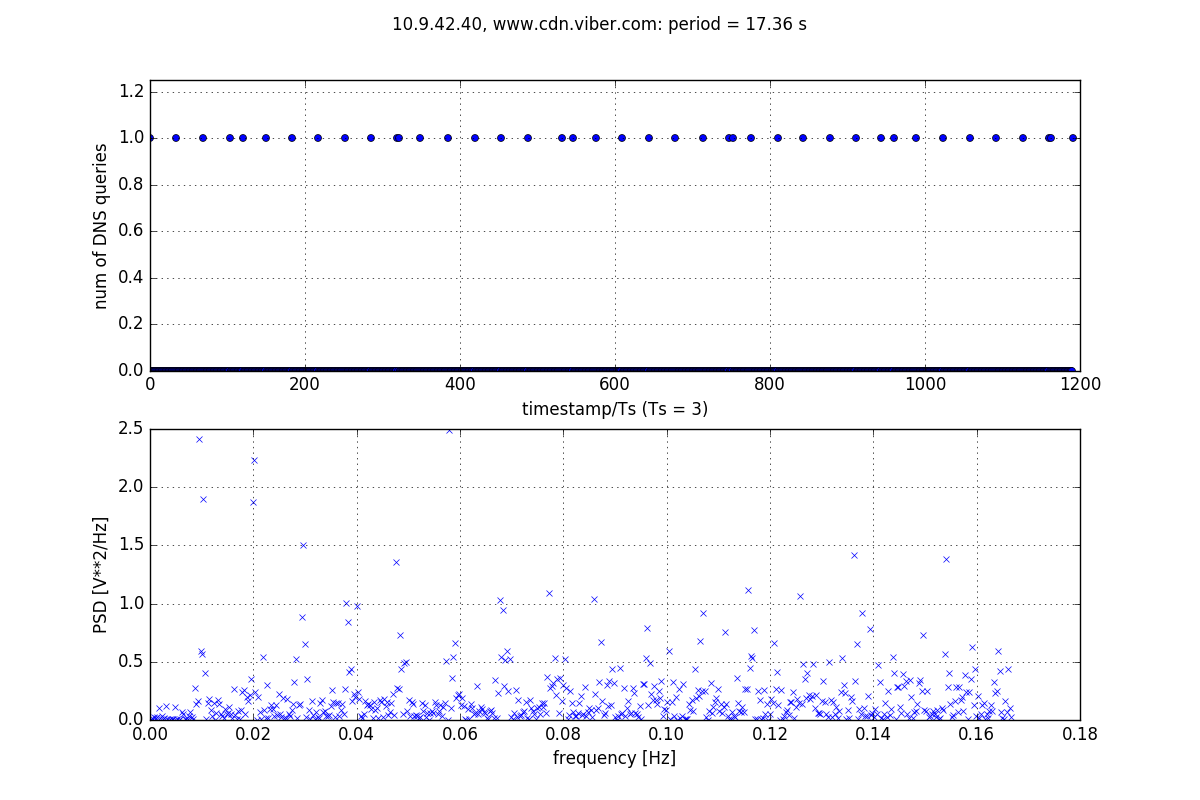 10.9.42.40, www.cdn.viber.com: period = 17.36 s
1.2
1.0
0.8
0.6
0.4
0.2
0.0
num of DNS queries
0 200 400 600 800 1000 1200
timestamp/Ts (Ts = 3)
2.5
2.0
1.5
1.0
0.5
0.0
PSD [V**2/Hz]
0.00 0.02 0.04 0.06 0.08 0.10 0.12 0.14 0.16 0.18
frequency [Hz]